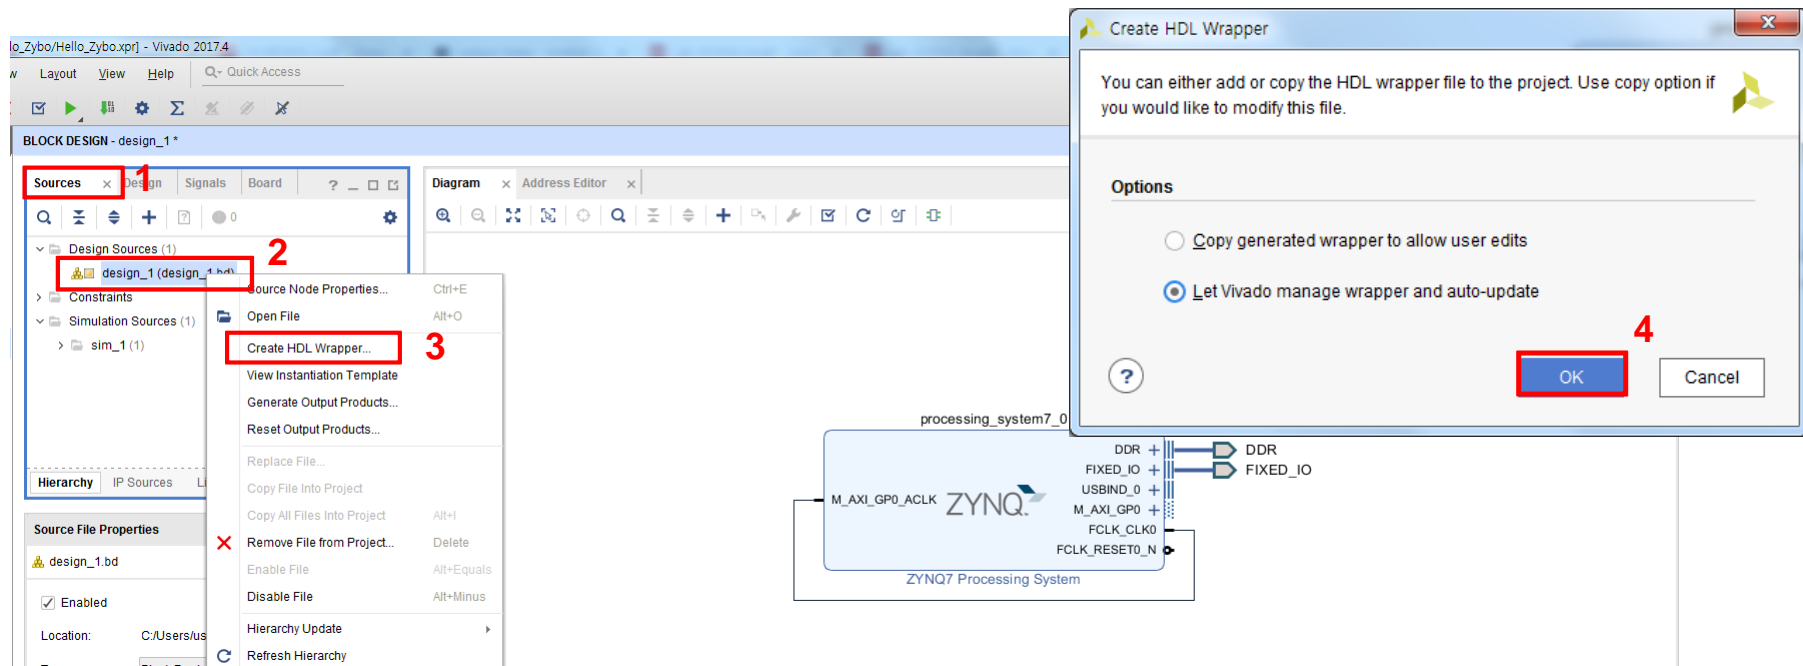 lo_Zybo/Hello_Zybo.xpr] - Vivado 2017.4
Layout View Help Quick Access
BLOCK DESIGN - design_1 *
Sources × 1 Design Signals Board ? _
0
Design Sources (1)
2
design_1 (design_1.bd)
Constraints
Simulation Sources (1)
sim_1 (1)
Hierarchy IP Sources Li
Source File Properties
design_1.bd
Enabled
Location: C:/Users/us
Source Node Properties... Ctrl+E
Open File Alt+O
Create HDL Wrapper... 3
View Instantiation Template
Generate Output Products...
Reset Output Products...
Replace File...
Copy File Into Project
Copy All Files Into Project Alt+I
Remove File from Project... Delete
Enable File Alt+Equals
Disable File Alt+Minus
Hierarchy Update
Refresh Hierarchy
Diagram × Address Editor ×
processing_system7_0
DDR
FIXED_IO
USBIND_0
M_AXI_GP0
FCLK_CLK0
FCLK_RESET0_N
M_AXI_GP0_ACLK
ZYNQ
DDR
FIXED_IO
ZYNQ7 Processing System
Create HDL Wrapper
You can either add or copy the HDL wrapper file to the project. Use copy option if
you would like to modify this file.
Options
Copy generated wrapper to allow user edits
Let Vivado manage wrapper and auto-update
4
? OK Cancel